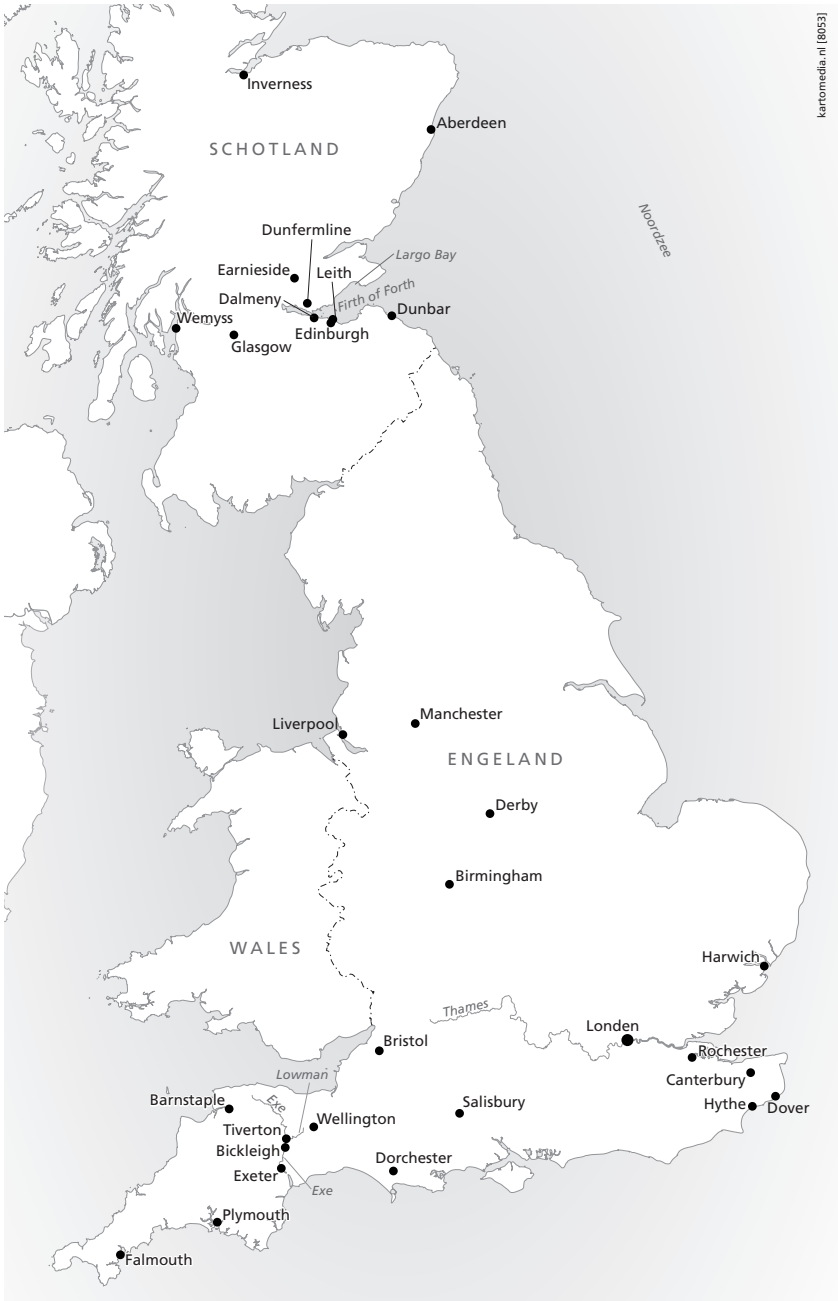 kartomedia.nl [8053]
Inverness
Aberdeen
SCHOTLAND
Noordzee
Dunfermline
Largo Bay
Earnieside
Leith
Firth of Forth
Dalmeny
Dunbar
Wemyss
Edinburgh
Glasgow
Manchester
Liverpool
ENGELAND
Derby
Birmingham
WALES
Harwich
Thames
Londen
Bristol
Rochester
Lowman
Canterbury
Barnstaple
Exe
Salisbury
Hythe
Dover
Wellington
Tiverton
Bickleigh
Dorchester
Exeter
Exe
Plymouth
Falmouth